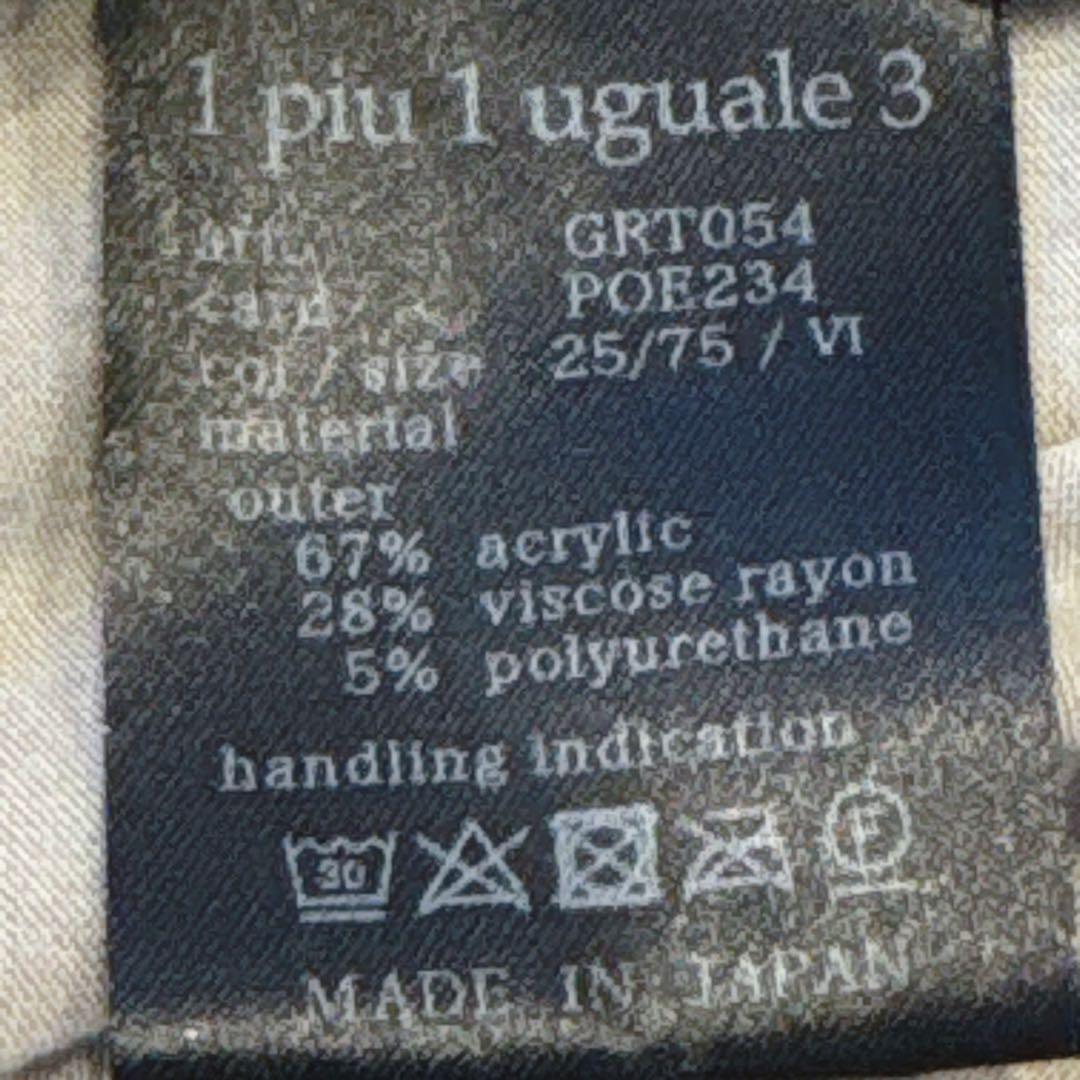 1 piu 1 uguale 3
art. GRT054
card POE234
col / size 25/75 / VI
material
outer
67% acrylic
28% viscose rayon
5% polyurethane
handling indication
30
F
MADE IN JAPAN